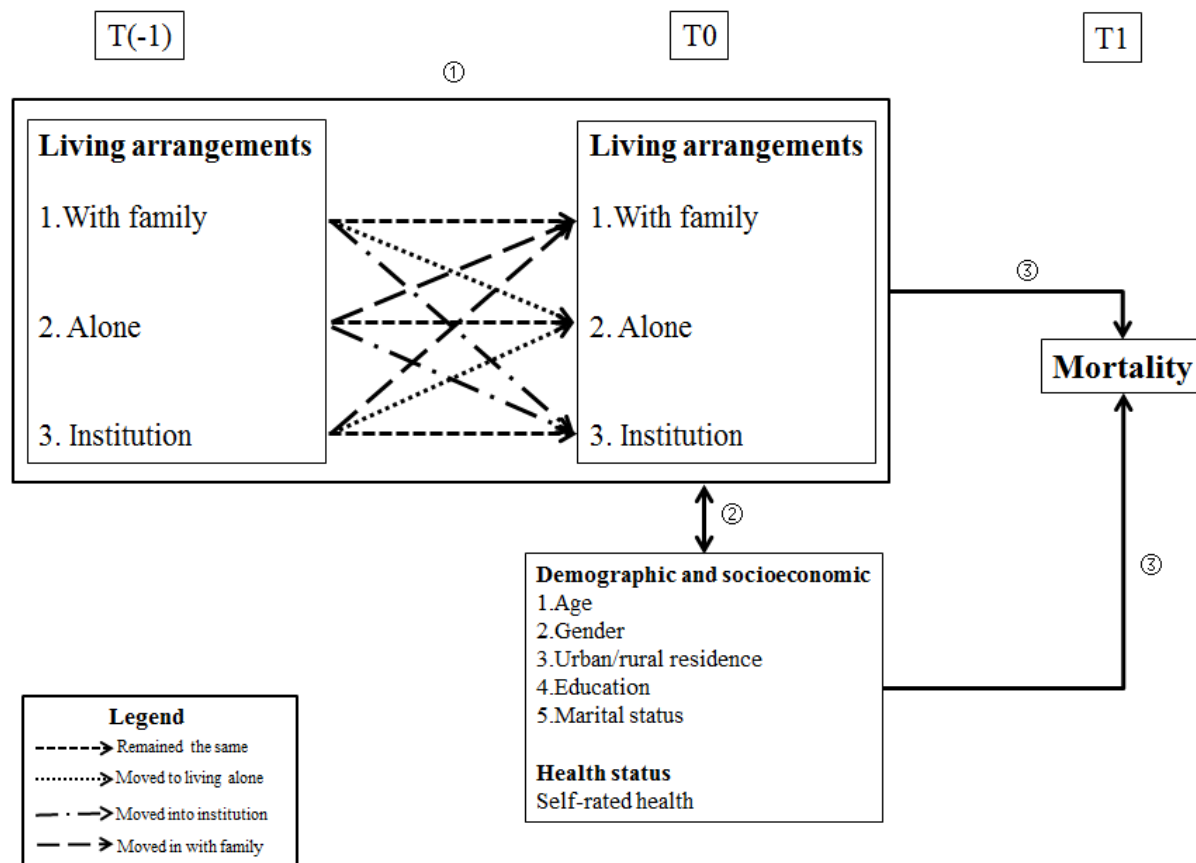 T(-1)
T0
T1
①
Living arrangements
1.With family
2. Alone
3. Institution
Living arrangements
1.With family
2. Alone
3. Institution
③
Mortality
②
Demographic and socioeconomic
1.Age
2.Gender
3.Urban/rural residence
4.Education
5.Marital status
Health status
Self-rated health
③
Legend
Remained the same
Moved to living alone
Moved into institution
Moved in with family